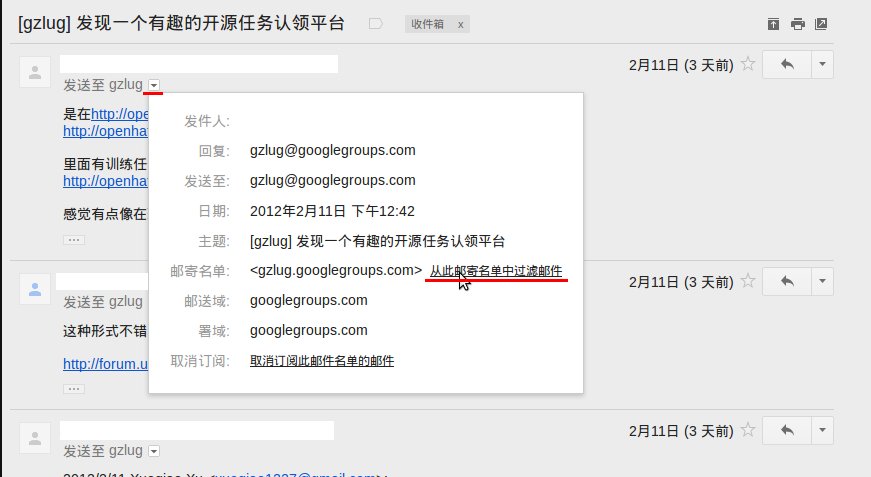 [gzlug] 发现一个有趣的开源任务认领平台
收件箱 x
2月11日 (3 天前)
发送至 gzlug
是在http://ope
http://openha
里面有训练任
http://openha
感觉有点像在
发件人:
回复: gzlug@googlegroups.com
发送至: gzlug@googlegroups.com
日期: 2012年2月11日 下午12:42
主题: [gzlug] 发现一个有趣的开源任务认领平台
邮寄名单: <gzlug.googlegroups.com> 从此邮寄名单中过滤邮件
邮送域: googlegroups.com
署域: googlegroups.com
取消订阅: 取消订阅此邮件名单的邮件
2月11日 (3 天前)
发送至 gzlug
这种形式不错
http://forum.u
2月11日 (3 天前)
发送至 gzlug